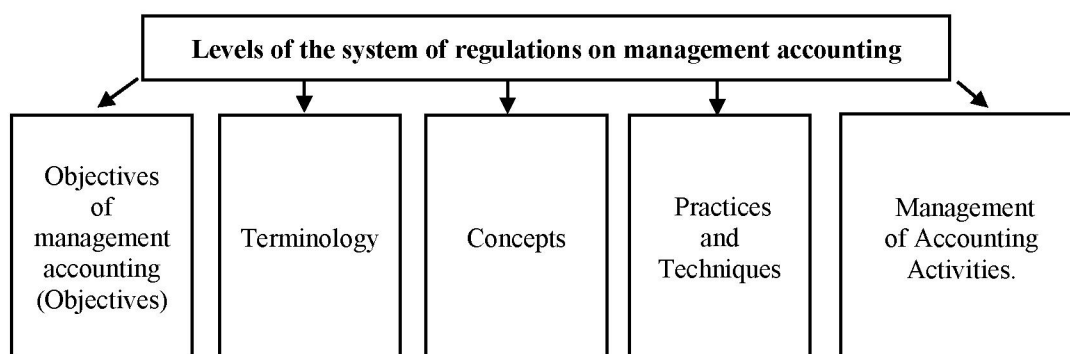 Levels of the system of regulations on management accounting
Objectives
of
management
accounting
(Objectives)
Terminology
Concepts
Practices
and
Techniques
Management
of Accounting
Activities.